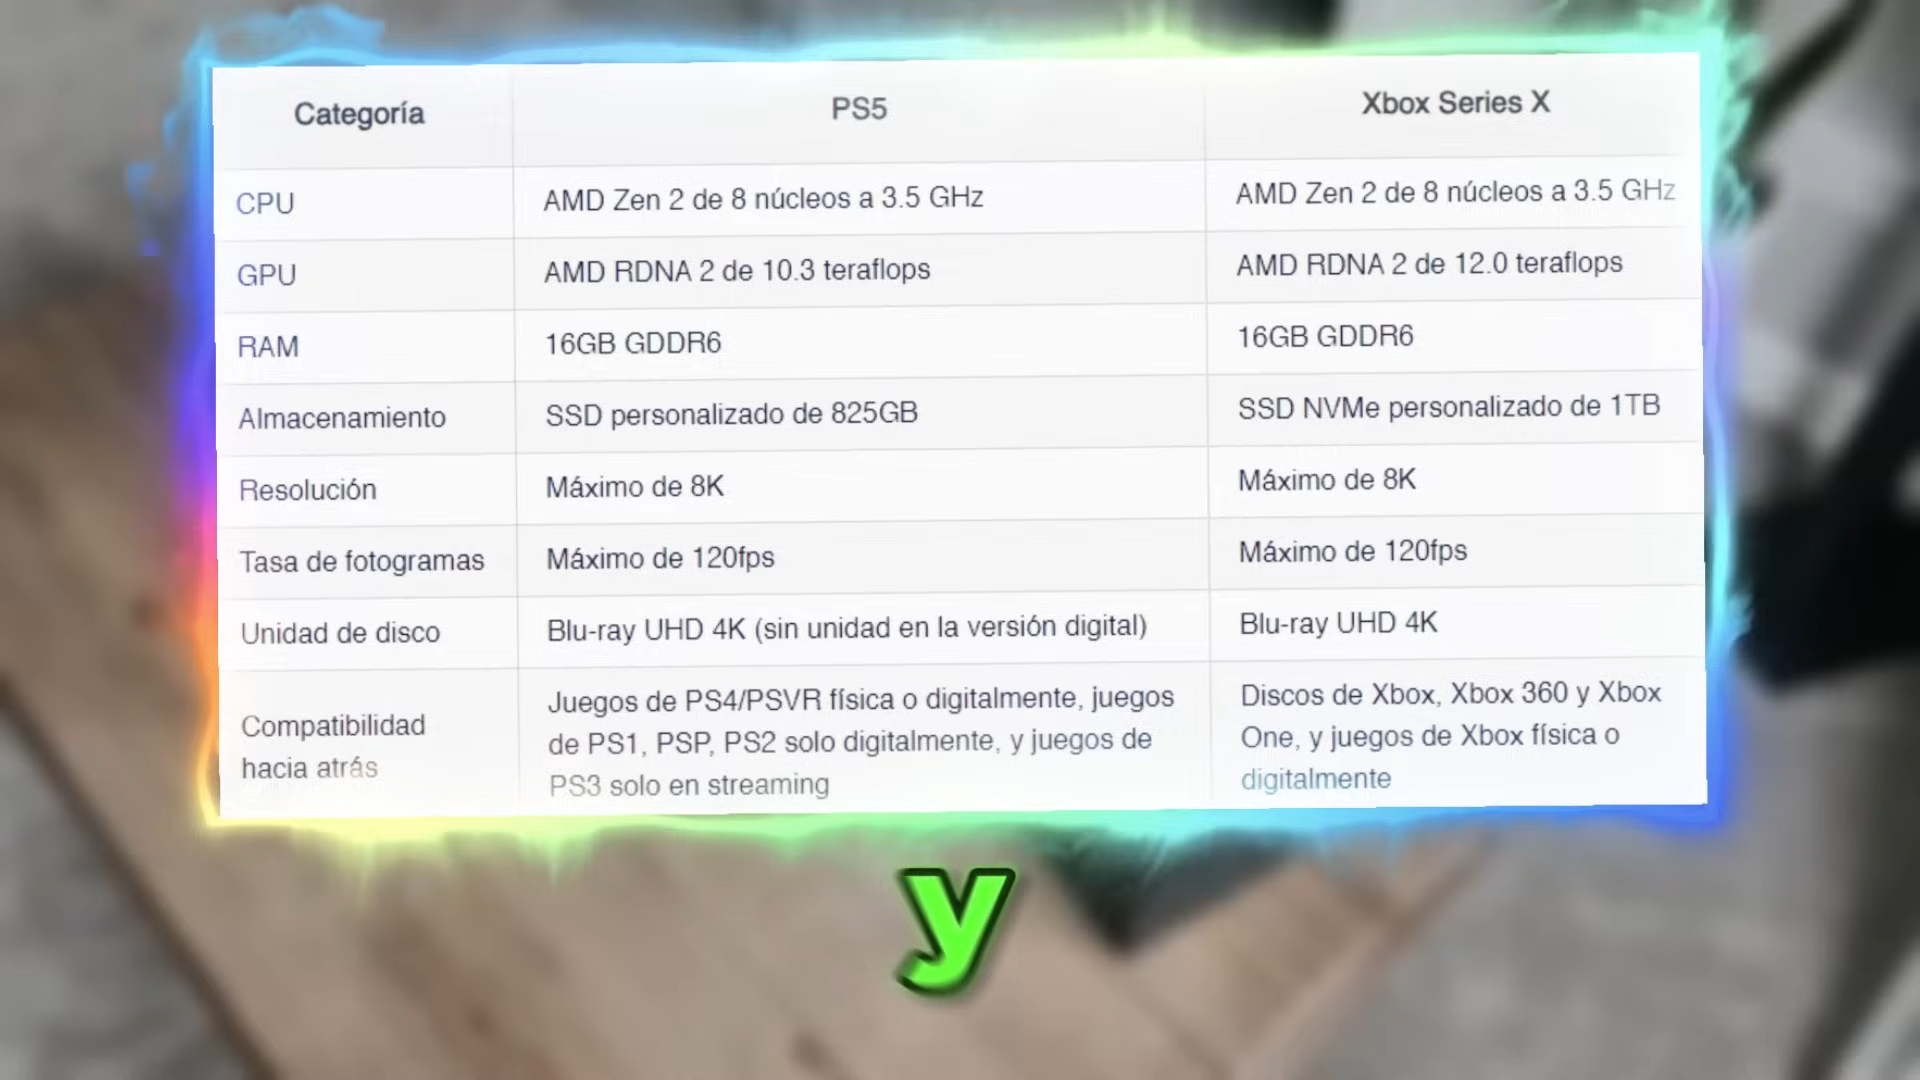 Categoría PS5 Xbox Series X
CPU AMD Zen 2 de 8 núcleos a 3.5 GHz AMD Zen 2 de 8 núcleos a 3.5 GHz
GPU AMD RDNA 2 de 10.3 teraflops AMD RDNA 2 de 12.0 teraflops
RAM 16GB GDDR6 16GB GDDR6
Almacenamiento SSD personalizado de 825GB SSD NVMe personalizado de 1TB
Resolución Máximo de 8K Máximo de 8K
Tasa de fotogramas Máximo de 120fps Máximo de 120fps
Unidad de disco Blu-ray UHD 4K (sin unidad en la versión digital) Blu-ray UHD 4K
Compatibilidad
hacia atrás
Juegos de PS4/PSVR física o digitalmente, juegos
de PS1, PSP, PS2 solo digitalmente, y juegos de
PS3 solo en streaming
Discos de Xbox, Xbox 360 y Xbox
One, y juegos de Xbox física o
digitalmente
y